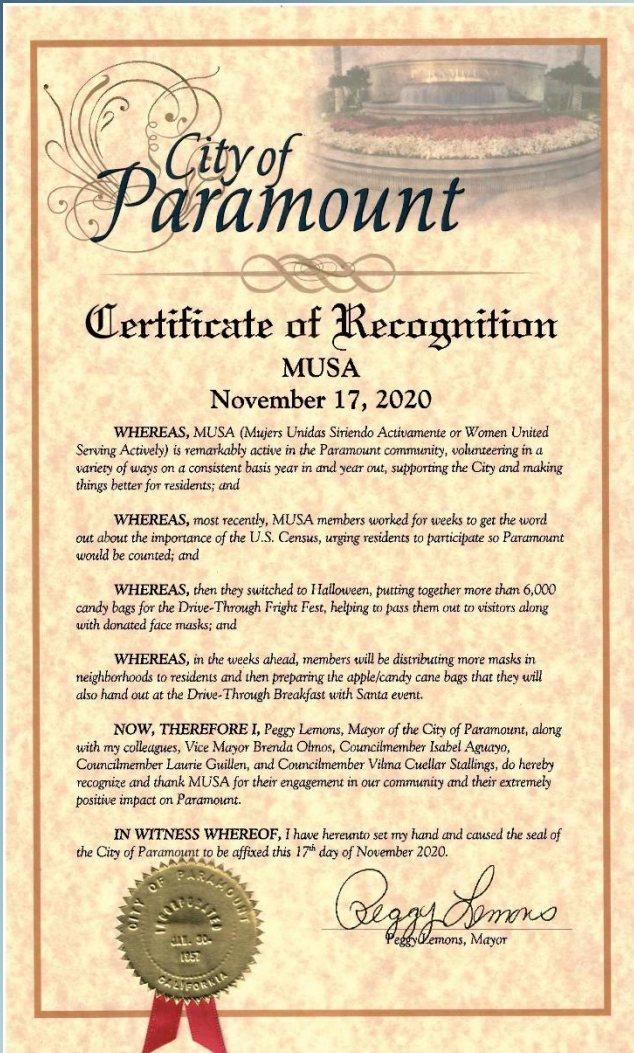 City of
Paramount
Certificate of Recognition
MUSA
November 17, 2020
WHEREAS, MUSA (Mujers Unidas Siriendo Activamente or Women United
Serving Actively) is remarkably active in the Paramount community, volunteering in a
variety of ways on a consistent basis year in and year out, supporting the City and making
things better for residents; and
WHEREAS, most recently, MUSA members worked for weeks to get the word
out about the importance of the U.S. Census, urging residents to participate so Paramount
would be counted; and
WHEREAS, then they switched to Halloween, putting together more than 6,000
candy bags for the Drive-Through Fright Fest, helping to pass them out to visitors along
with donated face masks; and
WHEREAS, in the weeks ahead, members will be distributing more masks in
neighborhoods to residents and then preparing the apple/candy cane bags that they will
also hand out at the Drive-Through Breakfast with Santa event.
NOW, THEREFORE I, Peggy Lemons, Mayor of the City of Paramount, along
with my colleagues, Vice Mayor Brenda Olmos, Councilmember Isabel Aguayo,
Councilmember Laurie Guillen, and Councilmember Vilma Cuellar Stallings, do hereby
recognize and thank MUSA for their engagement in our community and their extremely
positive impact on Paramount.
IN WITNESS WHEREOF, I have hereunto set my hand and caused the seal of
the City of Paramount to be affixed this 17th day of November 2020.
CITY OF PARAMOUNT
INCORPORATED
JAN. 30-
1957
CALIFORNIA
Peggy Lemons
Peggy Lemons, Mayor